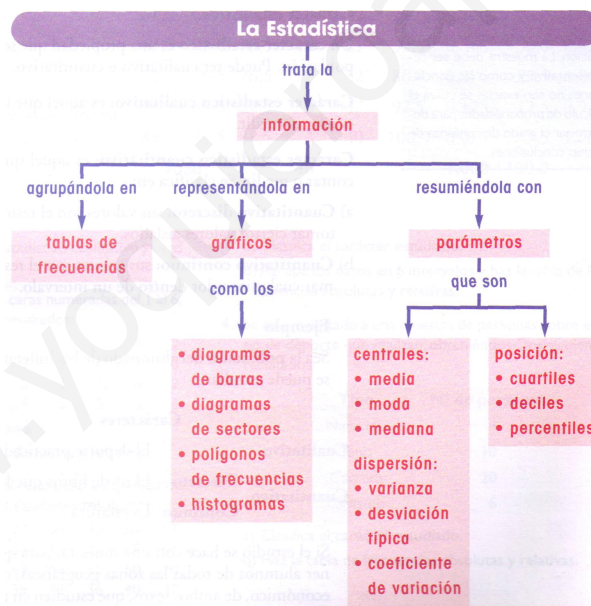 La Estadística
trata la
información
agrupándola en
representándola en
resumiéndola con
tablas de
frecuencias
gráficos
parámetros
como los
que son
• diagramas
de barras
• diagramas
de sectores
• polígonos
de frecuencias
• histogramas
centrales:
• media
• moda
• mediana
dispersión:
• varianza
• desviación
típica
• coeficiente
de variación
posición:
• cuartiles
• deciles
• percentiles